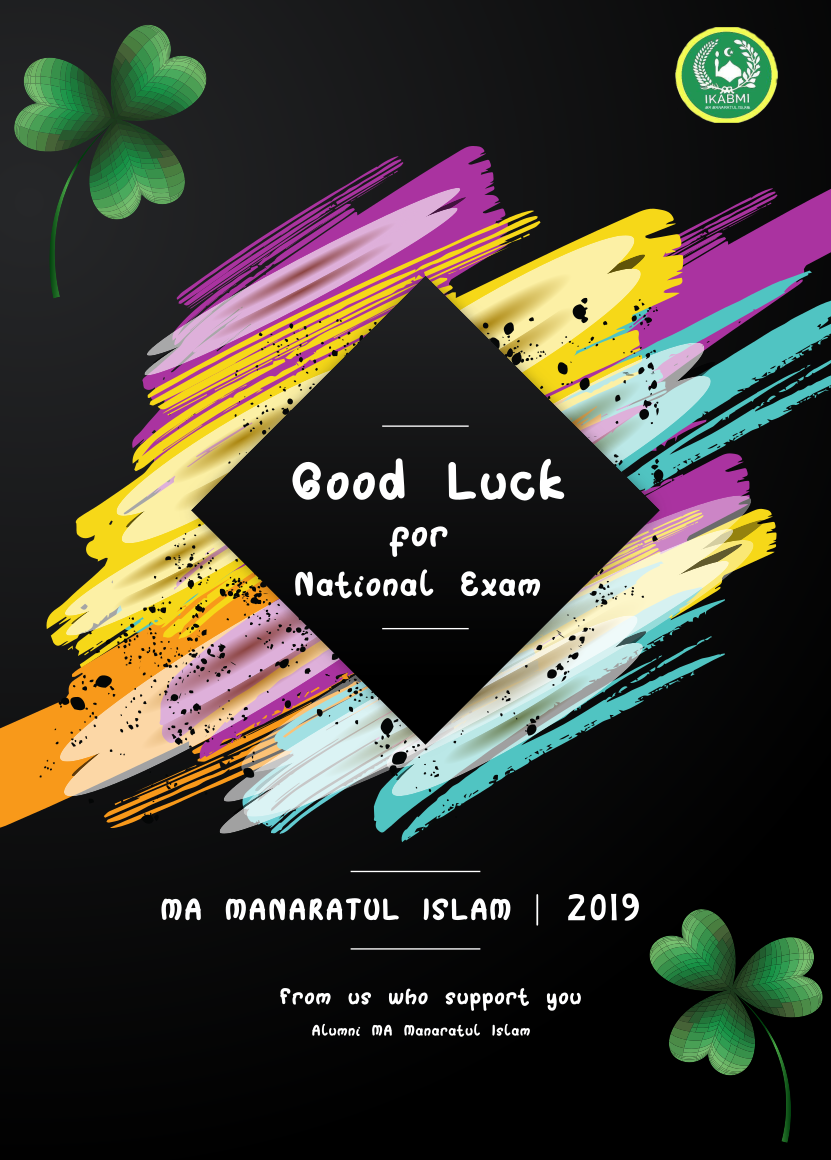 IKABMI
Good Luck
for
National Exam
MA MANARATUL ISLAM | 2019
From us who support you
Alumni MA Manaratul Islam